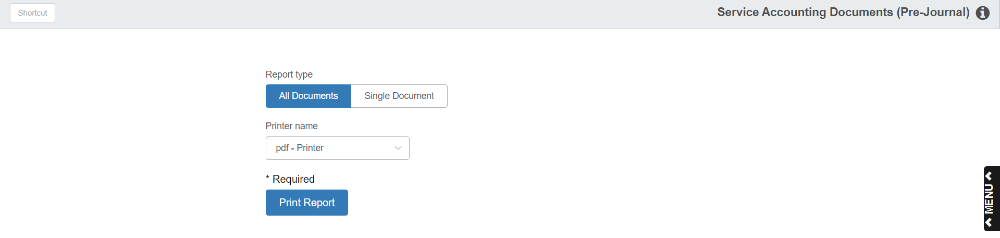 Shortcut
Service Accounting Documents (Pre-Journal)
Report type
All Documents Single Document
Printer name
pdf - Printer
* Required
Print Report
MENU